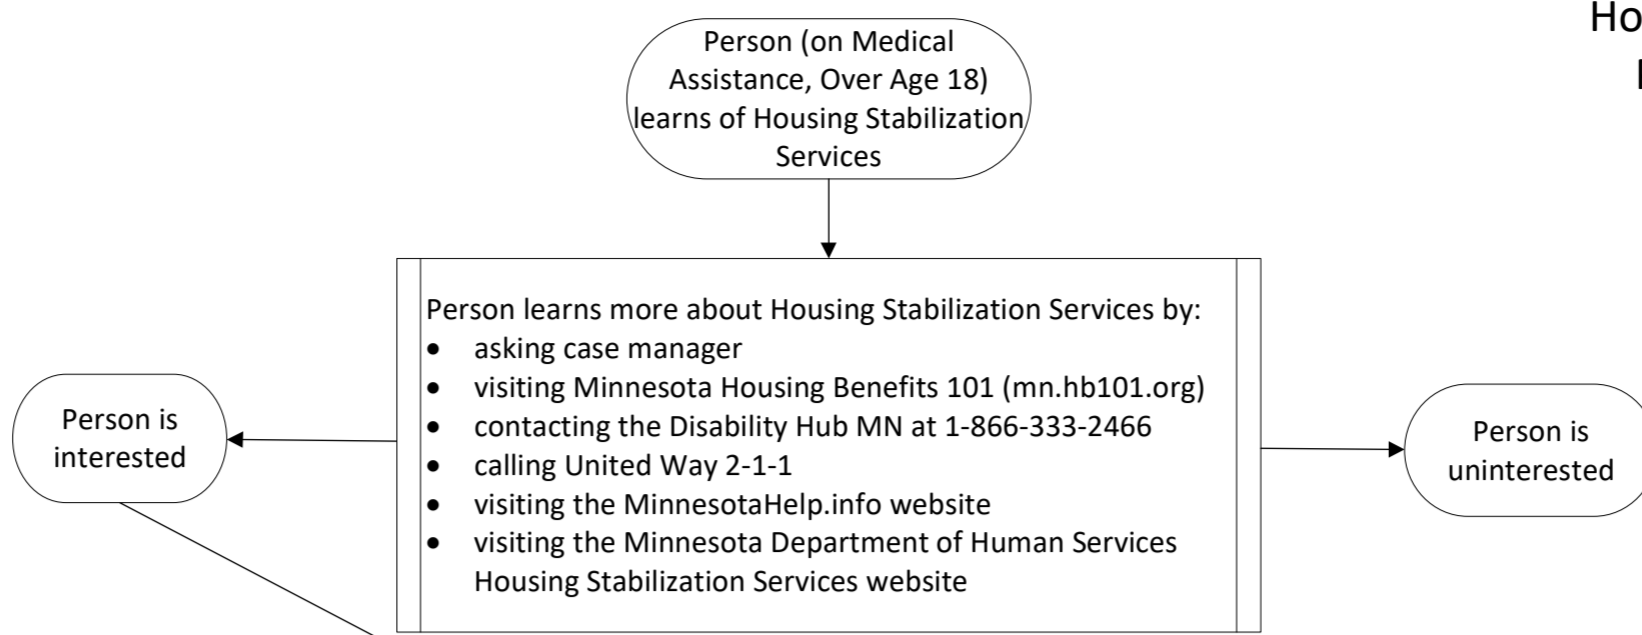 Ho
Person (on Medical
Assistance, Over Age 18)
learns of Housing Stabilization
Services
Person learns more about Housing Stabilization Services by:
• asking case manager
• visiting Minnesota Housing Benefits 101 (mn.hb101.org)
• contacting the Disability Hub MN at 1-866-333-2466
• calling United Way 2-1-1
• visiting the MinnesotaHelp.info website
• visiting the Minnesota Department of Human Services
Housing Stabilization Services website
Person is
interested
Person is
uninterested